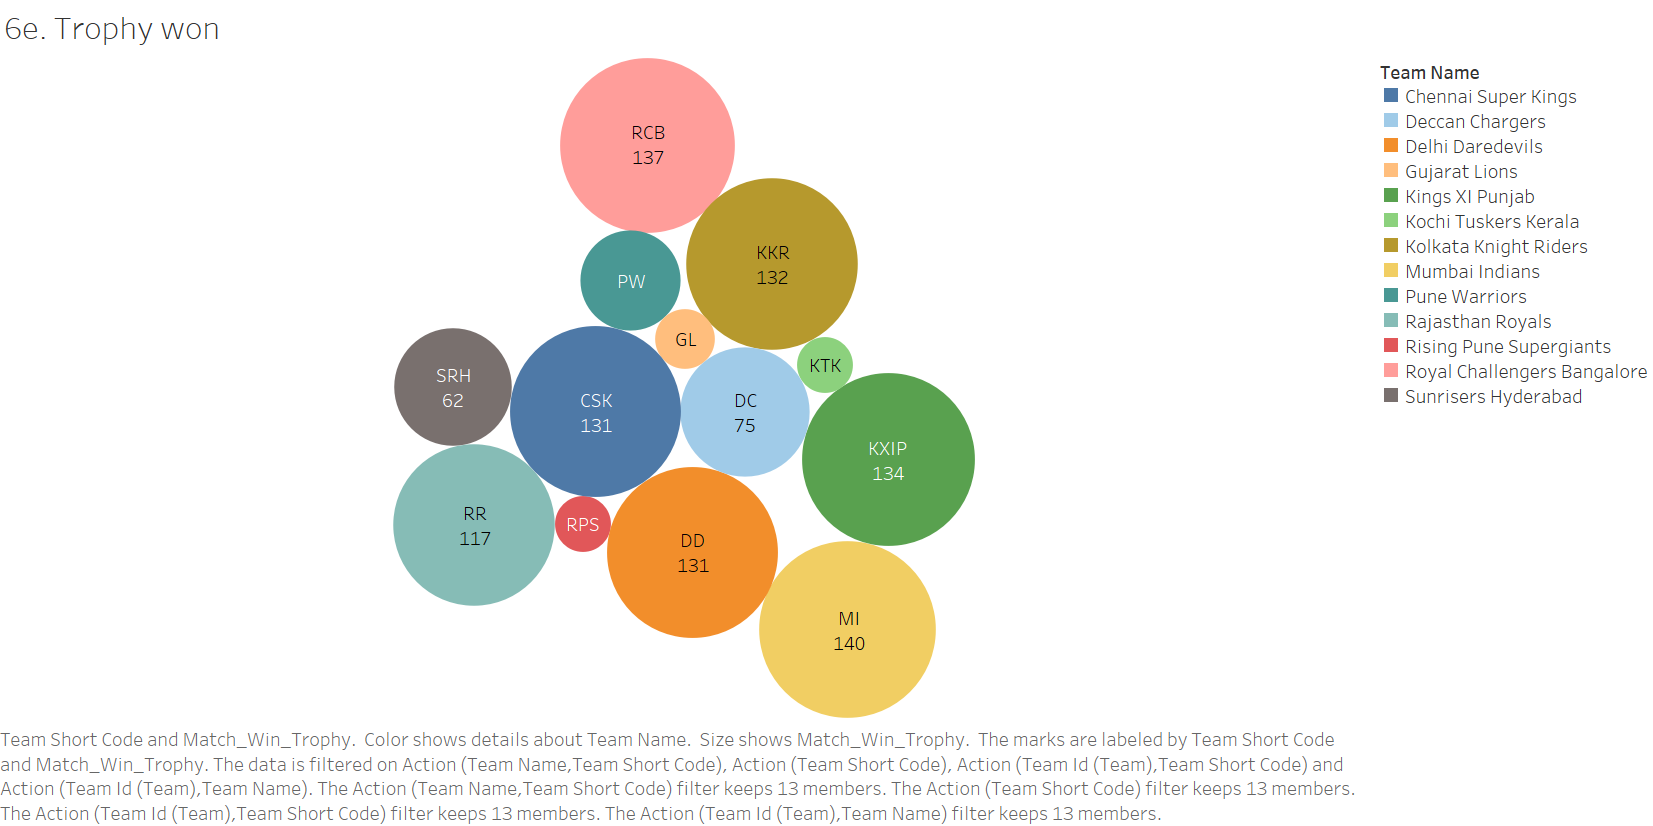 6e. Trophy won
RCB
137
KKR
132
PW
GL
KTK
SRH
62
CSK
131
DC
75
KXIP
134
RR
117
RPS
DD
131
MI
140
Team Name
Chennai Super Kings
Deccan Chargers
Delhi Daredevils
Gujarat Lions
Kings XI Punjab
Kochi Tuskers Kerala
Kolkata Knight Riders
Mumbai Indians
Pune Warriors
Rajasthan Royals
Rising Pune Supergiants
Royal Challengers Bangalore
Sunrisers Hyderabad
Team Short Code and Match_Win_Trophy.  Color shows details about Team Name.  Size shows Match_Win_Trophy.  The marks are labeled by Team Short Code
and Match_Win_Trophy. The data is filtered on Action (Team Name,Team Short Code), Action (Team Short Code), Action (Team Id (Team),Team Short Code) and
Action (Team Id (Team),Team Name). The Action (Team Name,Team Short Code) filter keeps 13 members. The Action (Team Short Code) filter keeps 13 members.
The Action (Team Id (Team),Team Short Code) filter keeps 13 members. The Action (Team Id (Team),Team Name) filter keeps 13 members.